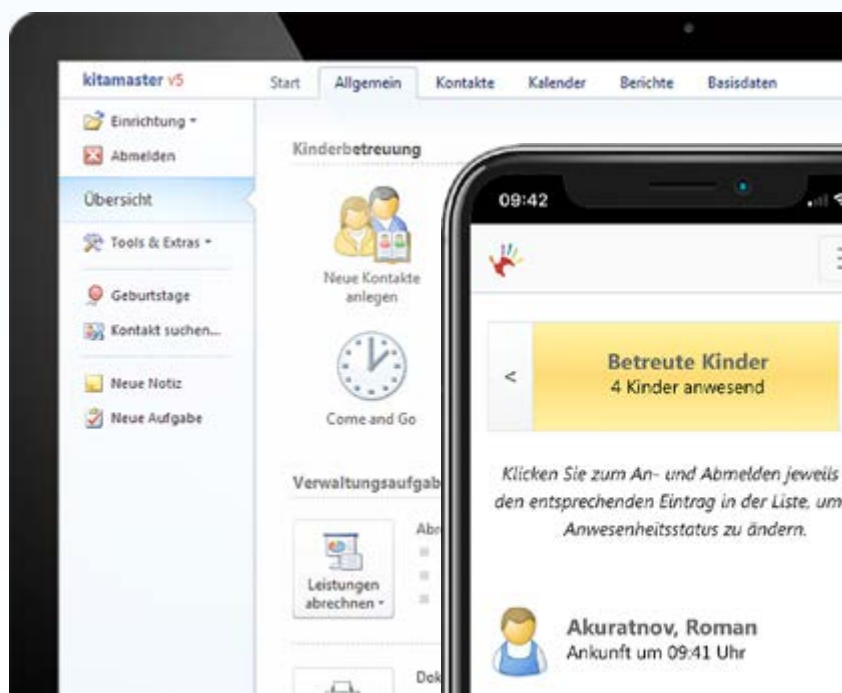 kitamaster v5
Start Allgemein Kontakte Kalender Berichte Basisdaten
Einrichtung
Abmelden
Übersicht
Tools & Extras
Geburtstage
Kontakt suchen...
Neue Notiz
Neue Aufgabe
Kinderbetreuung
Neue Kontakte
anlegen
Come and Go
Verwaltungsaufgab
Leistungen
abrechnen
Abr
Dok
09:42
<
Betreute Kinder
4 Kinder anwesend
Klicken Sie zum An- und Abmelden jeweils
den entsprechenden Eintrag in der Liste, um
Anwesenheitsstatus zu ändern.
Akuratnov, Roman
Ankunft um 09:41 Uhr